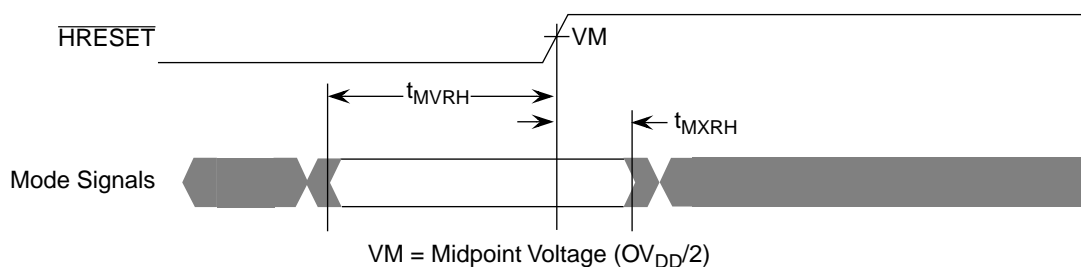 HRESET
VM
tMVRH
tMXRH
Mode Signals
VM = Midpoint Voltage (OVDD/2)